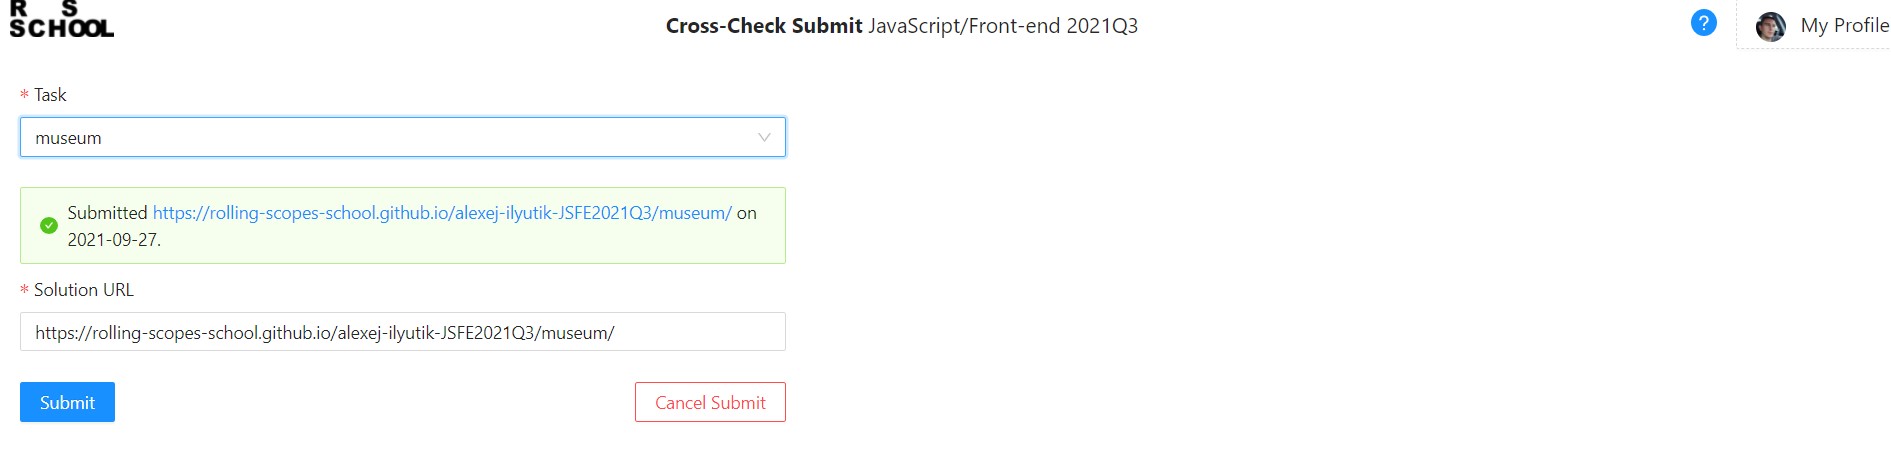 R S
SCHOOL
Cross-Check Submit JavaScript/Front-end 2021Q3
? My Profile
* Task
museum
Submitted https://rolling-scopes-school.github.io/alexej-ilyutik-JSFE2021Q3/museum/ on
2021-09-27.
* Solution URL
https://rolling-scopes-school.github.io/alexej-ilyutik-JSFE2021Q3/museum/
Submit
Cancel Submit